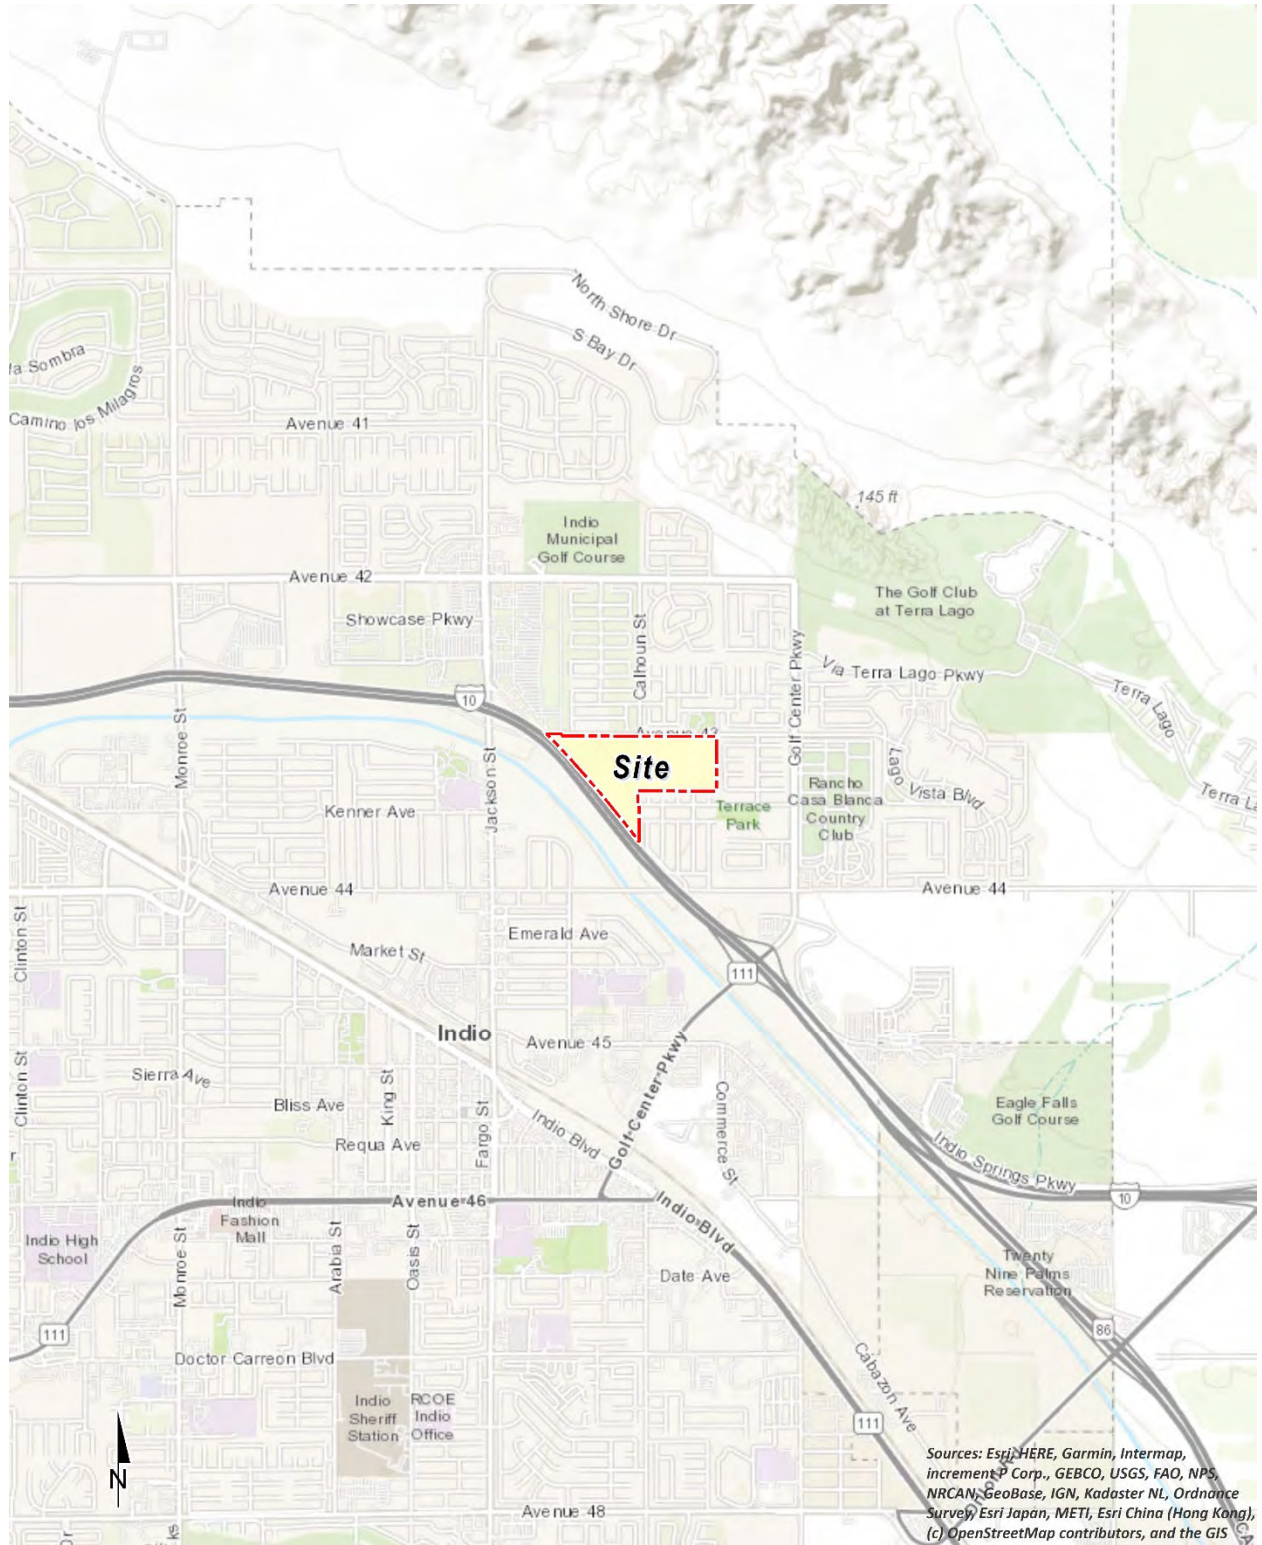 North Shore Dr
S Bay Dr
la Sombra
Camino los Milagros
Avenue 41
145 ft
Indio
Municipal
Golf Course
Avenue 42
The Golf Club
at Terra Lago
Showcase Pkwy
Calhoun St
Golf Center Pkwy
Via Terra Lago Pkwy
Terra Lago
10
Monroe St
Avenue 43
Site
Jackson St
Lago Vista Blvd
Rancho
Casa Blanca
Country
Club
Terra La
Kenner Ave
Terrace
Park
Avenue 44
Avenue 44
Clinton St
Emerald Ave
Market St
111
Indio
Avenue 45
Golf Center Pkwy
Clinton St
Sierra Ave
King St
Bliss Ave
Commerce St
Eagle Falls
Golf Course
Fargo St
Indio Blvd
Requa Ave
Indio Springs Pkwy
r
Avenue 46
10
Indio
Fashion
Mall
Indio Blvd
Indio High
School
Monroe St
Arabia St
Oasis St
Date Ave
Twenty
Nine Palms
Reservation
111
86
Doctor Carreon Blvd
Cabazon Ave
Indio
Sheriff
Station
RCOE
Indio
Office
111
N
Avenue 48
Dr
ks
CA
Sources: Esri, HERE, Garmin, Intermap,
increment P Corp., GEBCO, USGS, FAO, NPS,
NRCAN, GeoBase, IGN, Kadaster NL, Ordnance
Survey, Esri Japan, METI, Esri China (Hong Kong),
(c) OpenStreetMap contributors, and the GIS